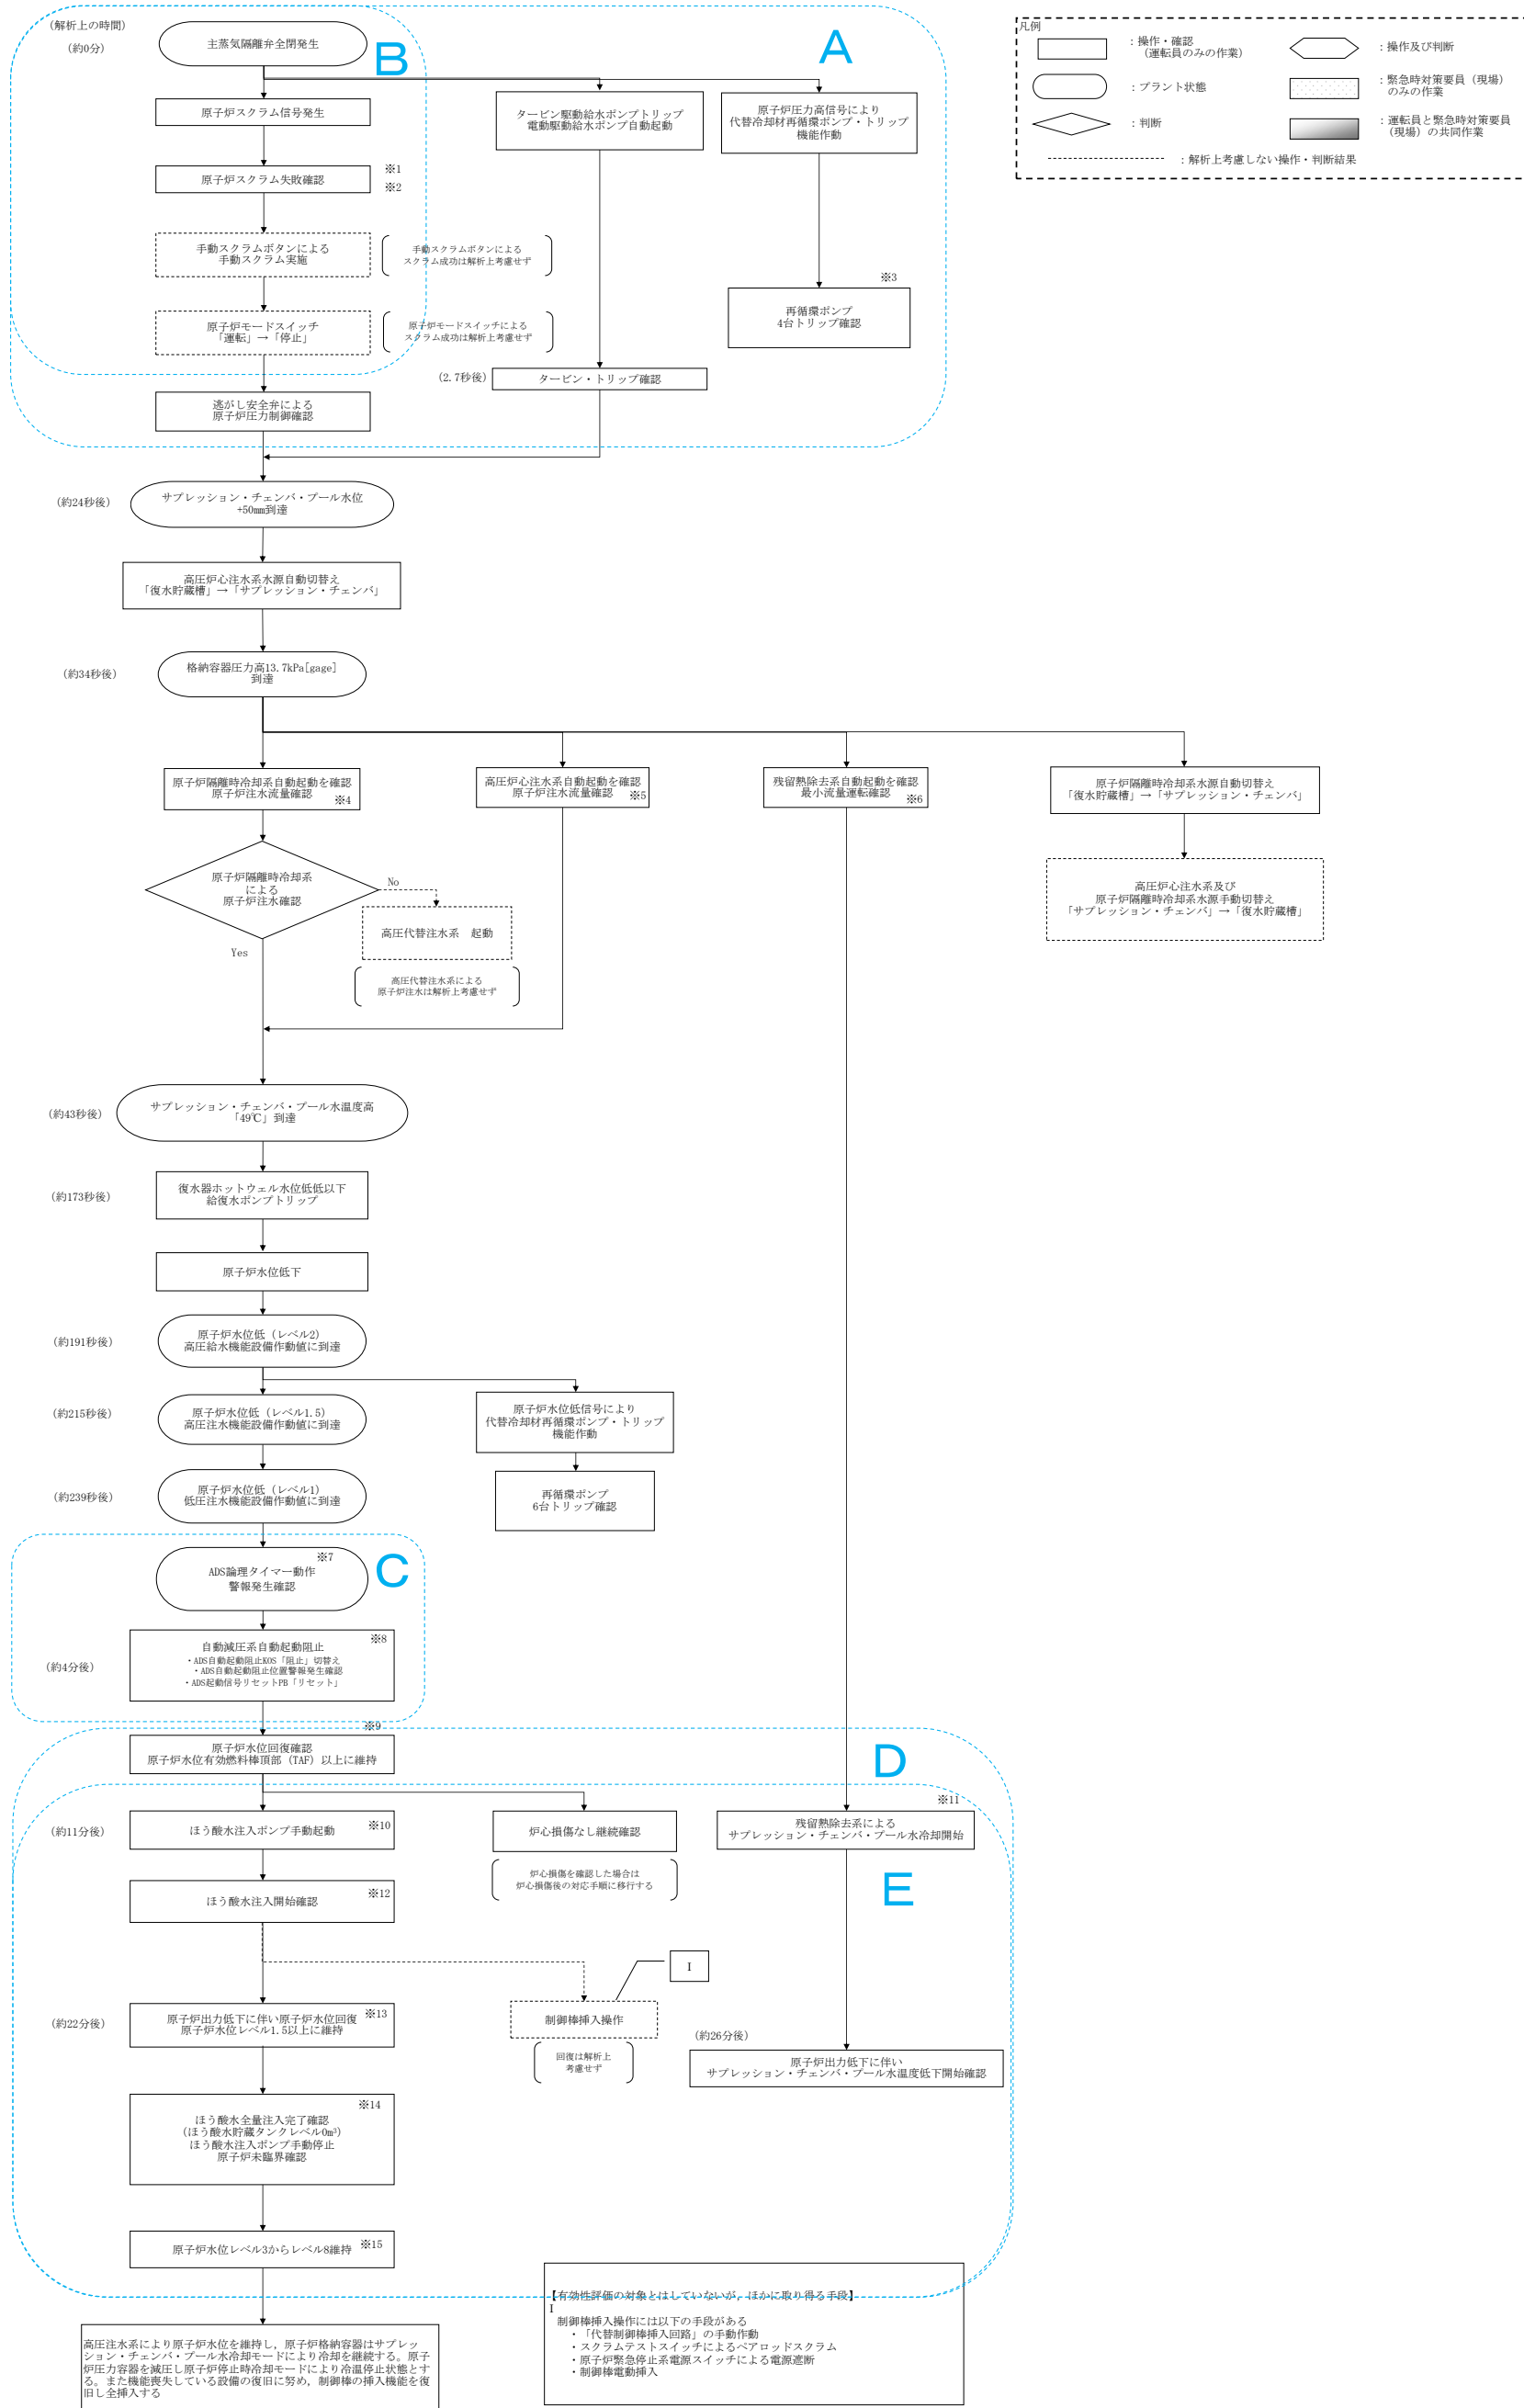 (解析上の時間)
(約0分)
主蒸気隔離弁全閉発生
B
A
原子炉スクラム信号発生
タービン駆動給水ポンプトリップ
電動駆動給水ポンプ自動起動
原子炉圧力高信号により
代替冷却材再循環ポンプ・トリップ
機能作動
原子炉スクラム失敗確認
※1
※2
手動スクラムボタンによる
手動スクラム実施
手動スクラムボタンによる
スクラム成功は解析上考慮せず
※3
再循環ポンプ
4台トリップ確認
原子炉モードスイッチ
「運転」→「停止」
原子炉モードスイッチによる
スクラム成功は解析上考慮せず
(2.7秒後)
タービン・トリップ確認
逃がし安全弁による
原子炉圧力制御確認
凡例
：操作・確認
（運転員のみの作業）
：操作及び判断
：プラント状態
：緊急時対策要員（現場）
のみの作業
：判断
：運転員と緊急時対策要員
（現場）の共同作業
：解析上考慮しない操作・判断結果
(約24秒後)
サプレッション・チェンバ・プール水位
+50mm到達
高圧炉心注水系水源自動切替え
「復水貯蔵槽」→「サプレッション・チェンバ」
(約34秒後)
格納容器圧力高13.7kPa[gage]
到達
原子炉隔離時冷却系自動起動を確認
原子炉注水流量確認
※4
高圧炉心注水系自動起動を確認
原子炉注水流量確認
※5
残留熱除去系自動起動を確認
最小流量運転確認
※6
原子炉隔離時冷却系水源自動切替え
「復水貯蔵槽」→「サプレッション・チェンバ」
原子炉隔離時冷却系
による
原子炉注水確認
No
Yes
高圧代替注水系　起動
高圧代替注水系による
原子炉注水は解析上考慮せず
高圧炉心注水系及び
原子炉隔離時冷却系水源手動切替え
「サプレッション・チェンバ」→「復水貯蔵槽」
(約43秒後)
サプレッション・チェンバ・プール水温度高
「49℃」到達
(約173秒後)
復水器ホットウェル水位低低以下
給復水ポンプトリップ
原子炉水位低下
(約191秒後)
原子炉水位低（レベル2）
高圧給水機能設備作動値に到達
(約215秒後)
原子炉水位低（レベル1.5）
高圧注水機能設備作動値に到達
原子炉水位低信号により
代替冷却材再循環ポンプ・トリップ
機能作動
(約239秒後)
原子炉水位低（レベル1）
低圧注水機能設備作動値に到達
再循環ポンプ
6台トリップ確認
C
※7
ADS論理タイマー動作
警報発生確認
(約4分後)
※8
自動減圧系自動起動阻止
・ADS自動起動阻止KOS「阻止」切替え
・ADS自動起動阻止位置警報発生確認
・ADS起動信号リセットPB「リセット」
※9
原子炉水位回復確認
原子炉水位有効燃料棒頂部（TAF）以上に維持
D
(約11分後)
ほう酸水注入ポンプ手動起動
※10
炉心損傷なし継続確認
炉心損傷を確認した場合は
炉心損傷後の対応手順に移行する
※11
残留熱除去系による
サプレッション・チェンバ・プール水冷却開始
E
ほう酸水注入開始確認
※12
I
制御棒挿入操作
回復は解析上
考慮せず
(約22分後)
原子炉出力低下に伴い原子炉水位回復
原子炉水位レベル1.5以上に維持
※13
(約26分後)
原子炉出力低下に伴い
サプレッション・チェンバ・プール水温度低下開始確認
※14
ほう酸水全量注入完了確認
（ほう酸水貯蔵タンクレベル0m³）
ほう酸水注入ポンプ手動停止
原子炉未臨界確認
原子炉水位レベル3からレベル8維持
※15
高圧注水系により原子炉水位を維持し，原子炉格納容器はサプレッ
ション・チェンバ・プール水冷却モードにより冷却を継続する。原子
炉圧力容器を減圧し原子炉停止時冷却モードにより冷温停止状態とす
る。また機能喪失している設備の復旧に努め，制御棒の挿入機能を復
旧し全挿入する
【有効性評価の対象とはしていないが，ほかに取り得る手段】
I
制御棒挿入操作には以下の手段がある
・「代替制御棒挿入回路」の手動作動
・スクラムテストスイッチによるペアロッドスクラム
・原子炉緊急停止系電源スイッチによる電源遮断
・制御棒電動挿入